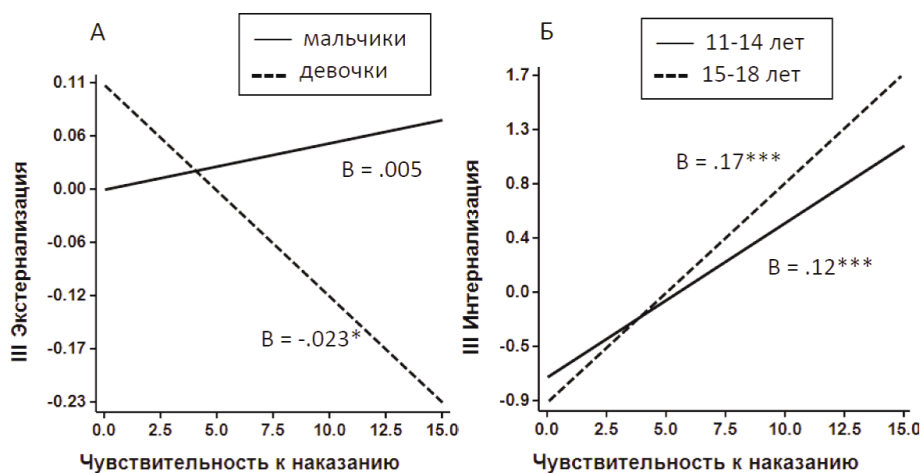 А
мальчики
девочки
0.11
0.06
0.00
-0.06
-0.12
-0.17
-0.23
III Экстернализация
B = .005
B = -.023*
0.0 2.5 5.0 7.5 10.0 12.5 15.0
Чувствительность к наказанию
Б
11-14 лет
15-18 лет
1.7
1.3
0.8
0.4
0.0
-0.5
-0.9
III Интернализация
B = .17***
B = .12***
0.0 2.5 5.0 7.5 10.0 12.5 15.0
Чувствительность к наказанию